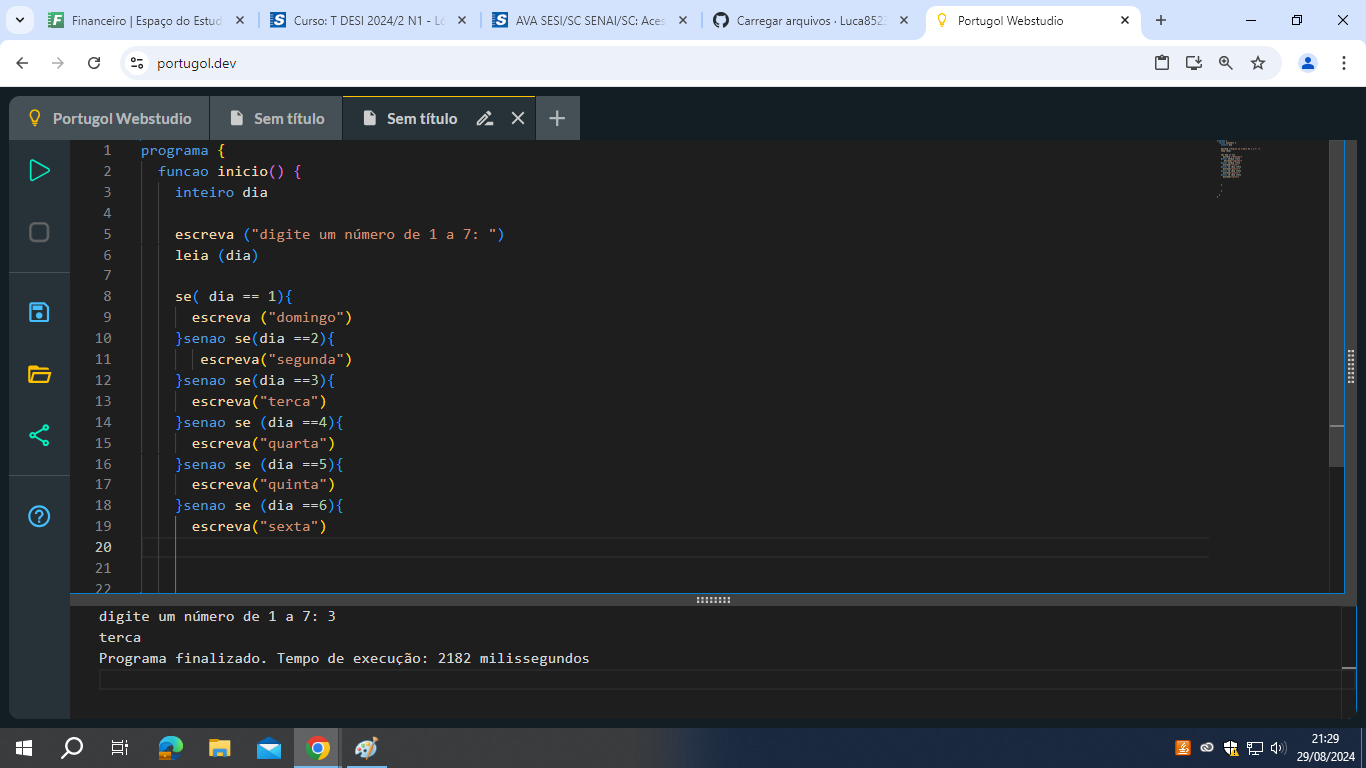 Financeiro | Espaço do Estud
Curso: T DESI 2024/2 N1 - Ló
AVA SESI/SC SENAI/SC: Aces
Carregar arquivos · Luca852
Portugol Webstudio
portugol.dev
Portugol Webstudio
Sem título
Sem título
1 programa {
2 funcao inicio() {
3 inteiro dia
4
5 escreva ("digite um número de 1 a 7: ")
6 leia (dia)
7
8 se( dia == 1){
9 escreva ("domingo")
10 }senao se(dia ==2){
11 escreva("segunda")
12 }senao se(dia ==3){
13 escreva("terca")
14 }senao se (dia ==4){
15 escreva("quarta")
16 }senao se (dia ==5){
17 escreva("quinta")
18 }senao se (dia ==6){
19 escreva("sexta")
20
21
22
digite um número de 1 a 7: 3
terca
Programa finalizado. Tempo de execução: 2182 milissegundos
21:29
29/08/2024